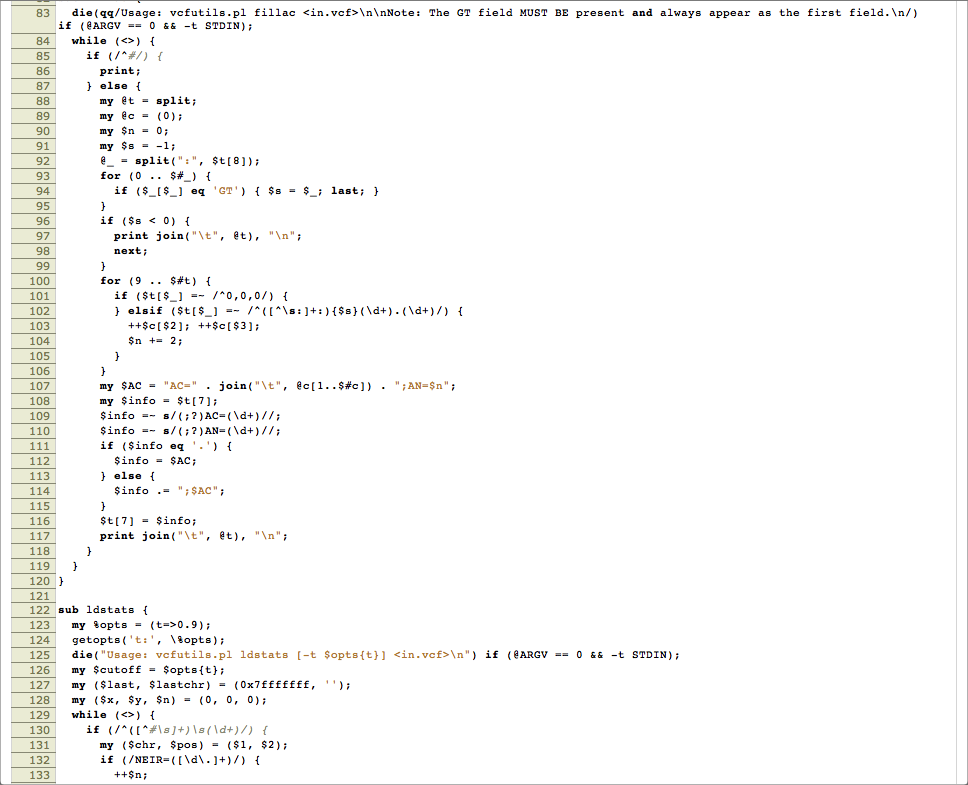 83 die(qq/Usage: vcfutils.pl fillac <in.vcf>\n\nNote: The GT field MUST BE present and always appear as the first field.\n/)
if (@ARGV == 0 && -t STDIN);
84 while (<>) {
85 if (/^#/) {
86 print;
87 } else {
88 my @t = split;
89 my @c = (0);
90 my $n = 0;
91 my $s = -1;
92 @_ = split(":", $t[8]);
93 for (0 .. $#_) {
94 if ($_[$_] eq 'GT') { $s = $_; last; }
95 }
96 if ($s < 0) {
97 print join("\t", @t), "\n";
98 next;
99 }
100 for (9 .. $#t) {
101 if ($t[$_] =~ /^0,0,0/) {
102 } elsif ($t[$_] =~ /^([^\s:]+:){$s}(\d+).(\d+)/) {
103 ++$c[$2]; ++$c[$3];
104 $n += 2;
105 }
106 }
107 my $AC = "AC=" . join("\t", @c[1..$#c]) . ";AN=$n";
108 my $info = $t[7];
109 $info =~ s/(;?)AC=(\d+)//;
110 $info =~ s/(;?)AN=(\d+)//;
111 if ($info eq '.') {
112 $info = $AC;
113 } else {
114 $info .= ";$AC";
115 }
116 $t[7] = $info;
117 print join("\t", @t), "\n";
118 }
119 }
120 }
121
122 sub ldstats {
123 my %opts = (t=>0.9);
124 getopts('t:', \%opts);
125 die("Usage: vcfutils.pl ldstats [-t $opts{t}] <in.vcf>\n") if (@ARGV == 0 && -t STDIN);
126 my $cutoff = $opts{t};
127 my ($last, $lastchr) = (0x7fffffff, '');
128 my ($x, $y, $n) = (0, 0, 0);
129 while (<>) {
130 if (/^([^#\s]+)\s(\d+)/) {
131 my ($chr, $pos) = ($1, $2);
132 if (/NEIR=([\d\.]+)/) {
133 ++$n;